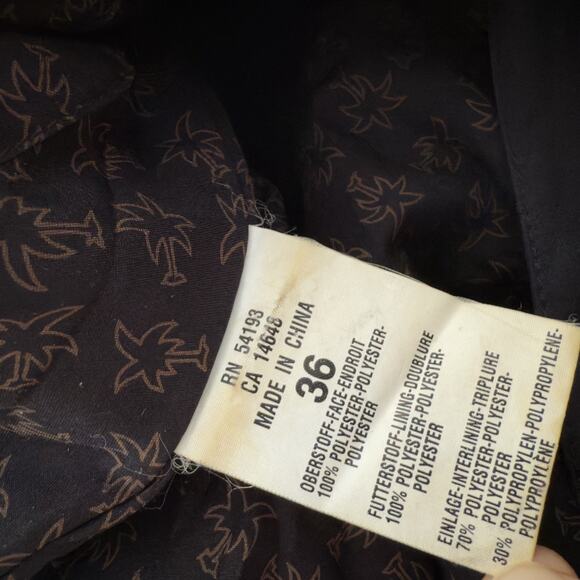 RN 54193
CA 14648
MADE IN CHINA
36
OBERSTOFF-FACE-ENDROIT
100% POLYESTER-POLYESTER-
POLYESTER
FUTTERSTOFF-LINING-DOUBLURE
100% POLYESTER-POLYESTER-
POLYESTER
EINLAGE-INTERLINING-TRIPLURE
70% POLYESTER-POLYESTER-
POLYESTER
30% POLYPROPYLEN-POLYPROPYLENE-
POLYPROPYLENE